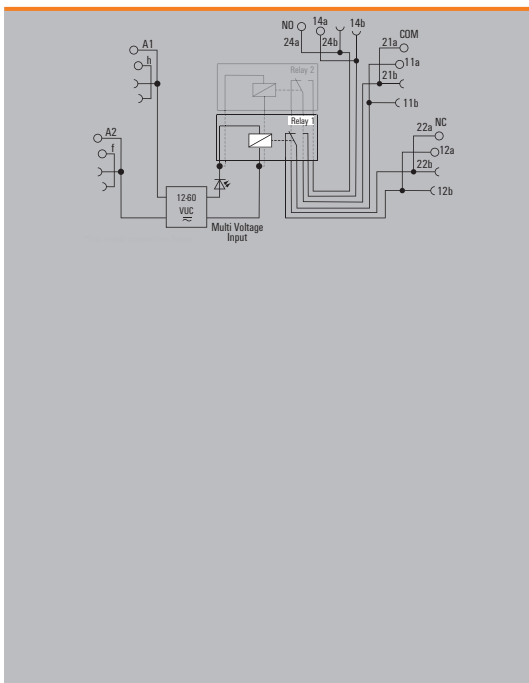 NO
14a
14b
24a
24b
COM
21a
11a
21b
11b
A1
h
Relay 2
Relay 1
A2
f
NC
22a
12a
22b
12b
12-60
VUC
Multi Voltage
Input